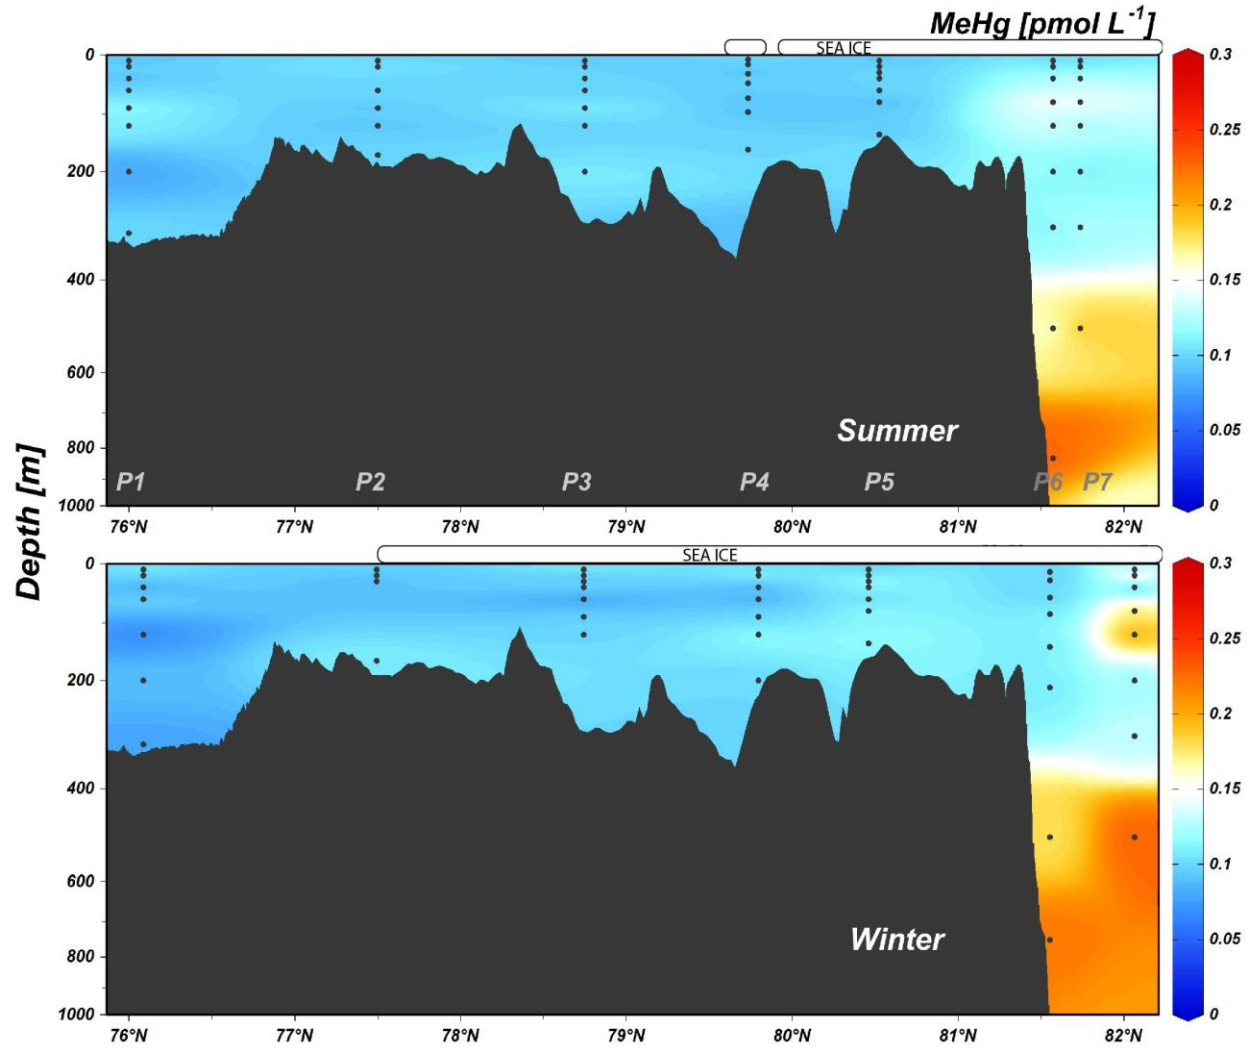 MeHg [pmol L-1]
SEA ICE
0
200
400
600
800
1000
Depth [m]
Summer
P1 P2 P3 P4 P5 P6 P7
76°N 77°N 78°N 79°N 80°N 81°N 82°N
0.3
0.25
0.2
0.15
0.1
0.05
0
SEA ICE
0
200
400
600
800
1000
Winter
76°N 77°N 78°N 79°N 80°N 81°N 82°N
0.3
0.25
0.2
0.15
0.1
0.05
0